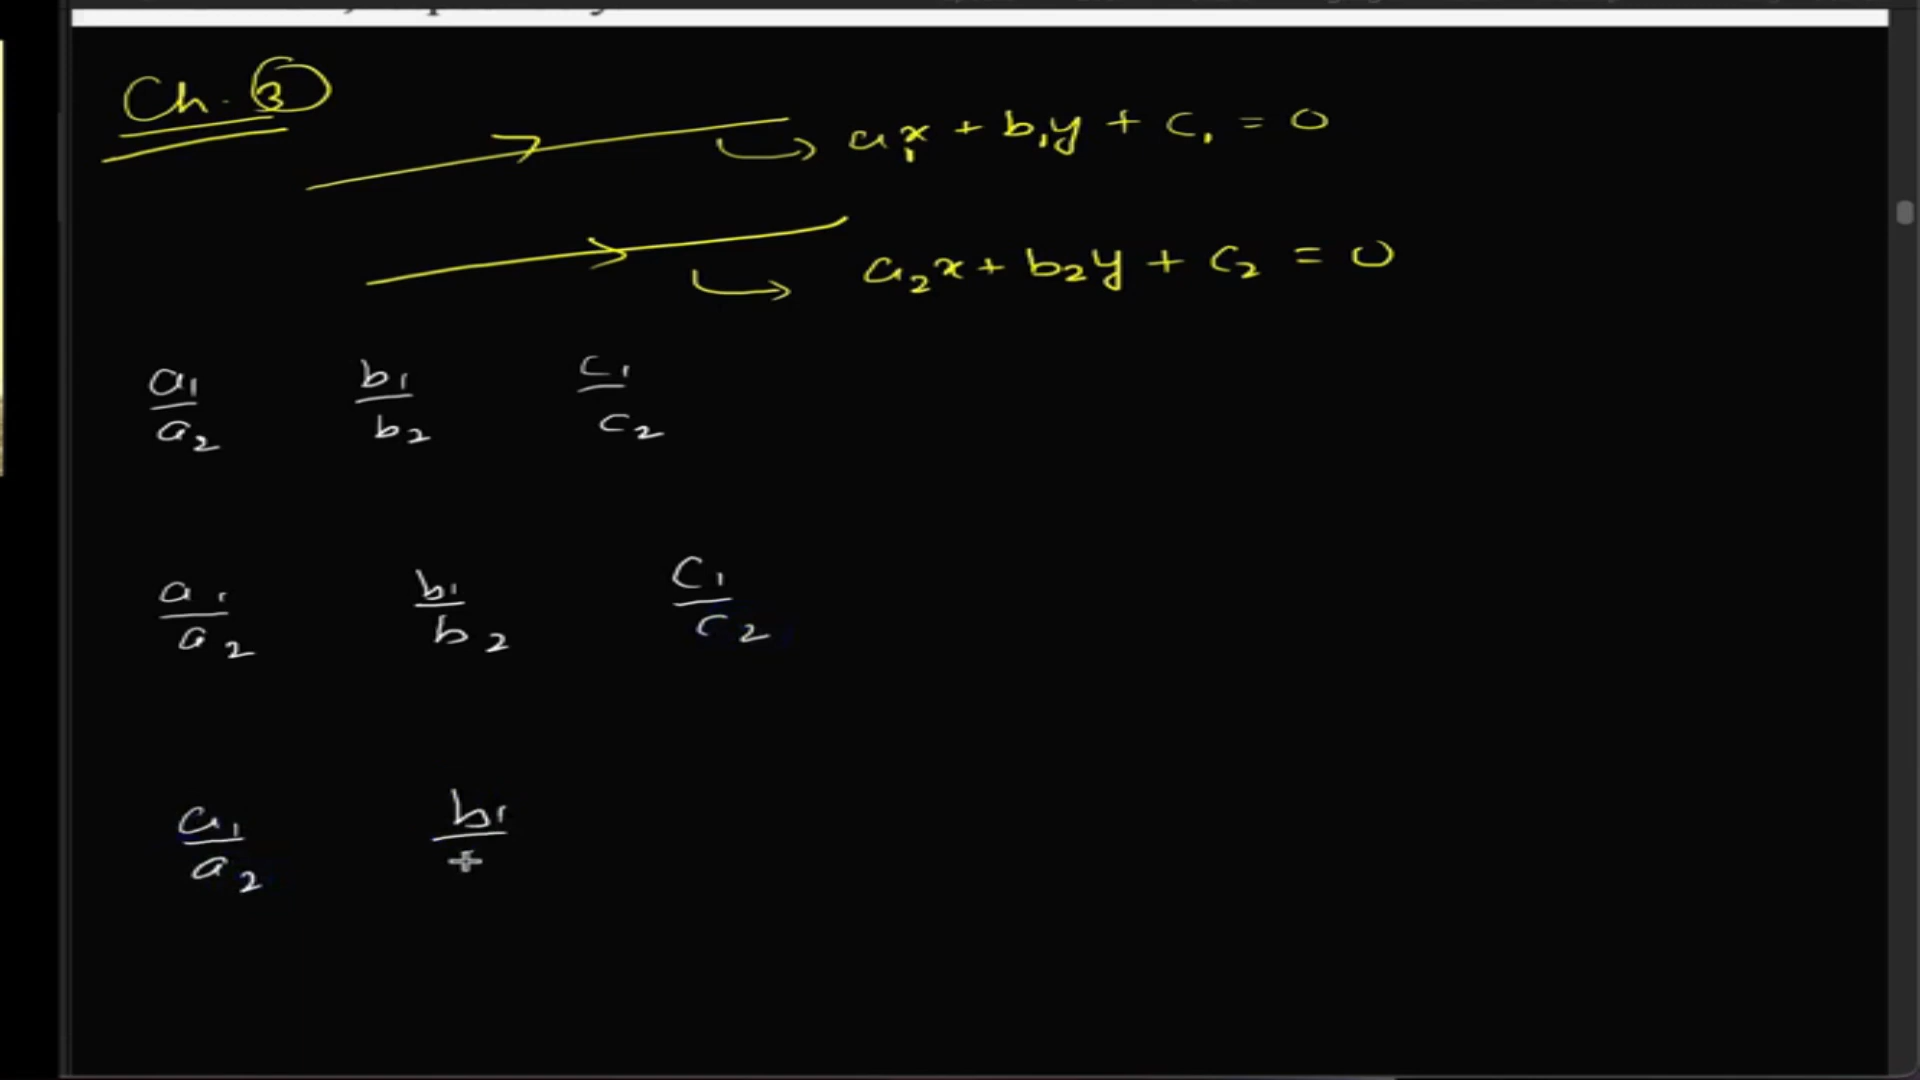 Ch. 3
a₁x + b₁y + c₁ = 0
a₂x + b₂y + c₂ = 0
a₁/a₂ b₁/b₂ c₁/c₂
a₁/a₂ b₁/b₂ c₁/c₂
a₁/a₂ b₁/